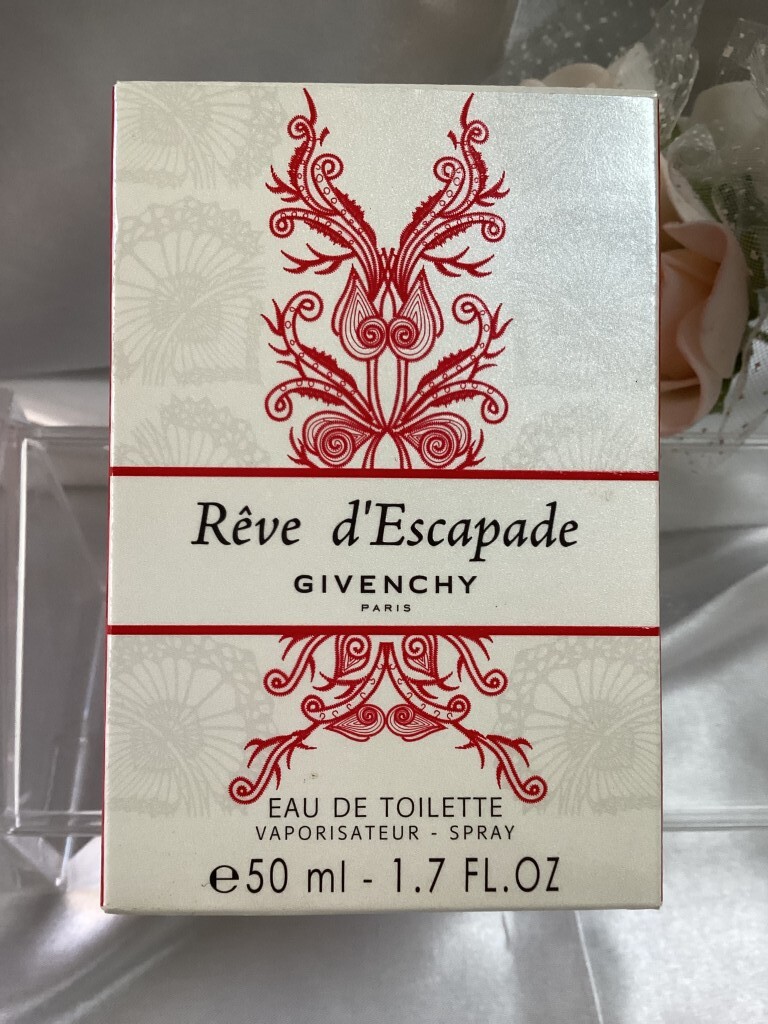 Rêve d'Escapade
GIVENCHY
PARIS
EAU DE TOILETTE
VAPORISATEUR - SPRAY
℮50 ml - 1.7 FL.OZ